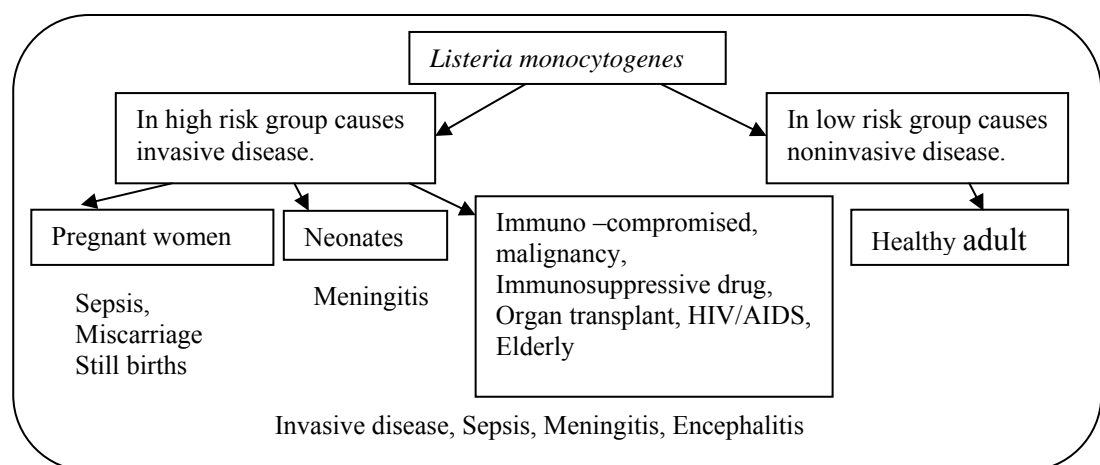 Listeria monocytogenes
In high risk group causes
invasive disease.
In low risk group causes
noninvasive disease.
Pregnant women
Neonates
Immuno –compromised,
malignancy,
Immunosuppressive drug,
Organ transplant, HIV/AIDS,
Elderly
Healthy adult
Sepsis,
Miscarriage
Still births
Meningitis
Invasive disease, Sepsis, Meningitis, Encephalitis